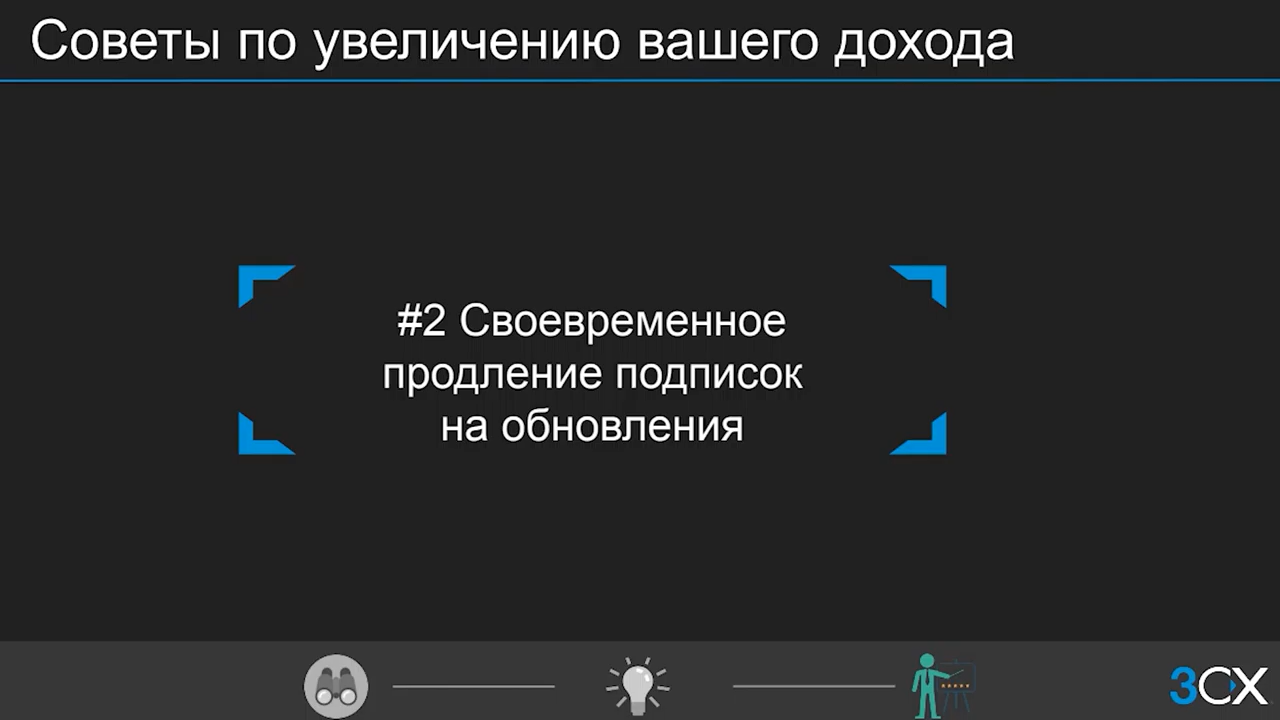 Советы по увеличению вашего дохода
#2 Своевременное
продление подписок
на обновления
3CX